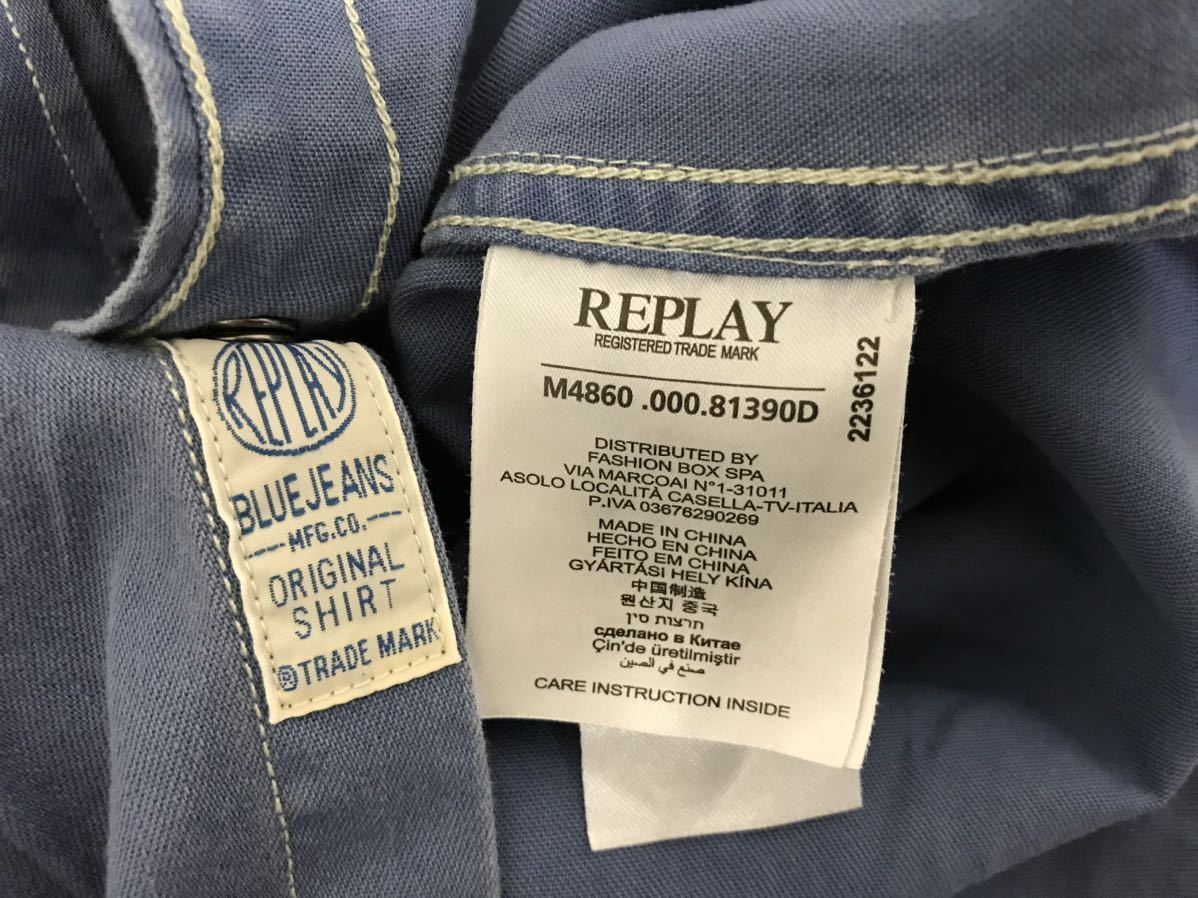 REPLAY
BLUE JEANS
MFG.CO.
ORIGINAL
SHIRT
® TRADE MARK
REPLAY
REGISTERED TRADE MARK
M4860 .000.81390D
2236122
DISTRIBUTED BY
FASHION BOX SPA
VIA MARCOAI N°1-31011
ASOLO LOCALITÀ CASELLA-TV-ITALIA
P.IVA 03676290269
MADE IN CHINA
HECHO EN CHINA
FEITO EM CHINA
GYÁRTÁSI HELY KÍNA
中国制造
원산지 중국
תוצרת סין
сделано в Китае
Çin'de üretilmiştir
صنع في الصين
CARE INSTRUCTION INSIDE